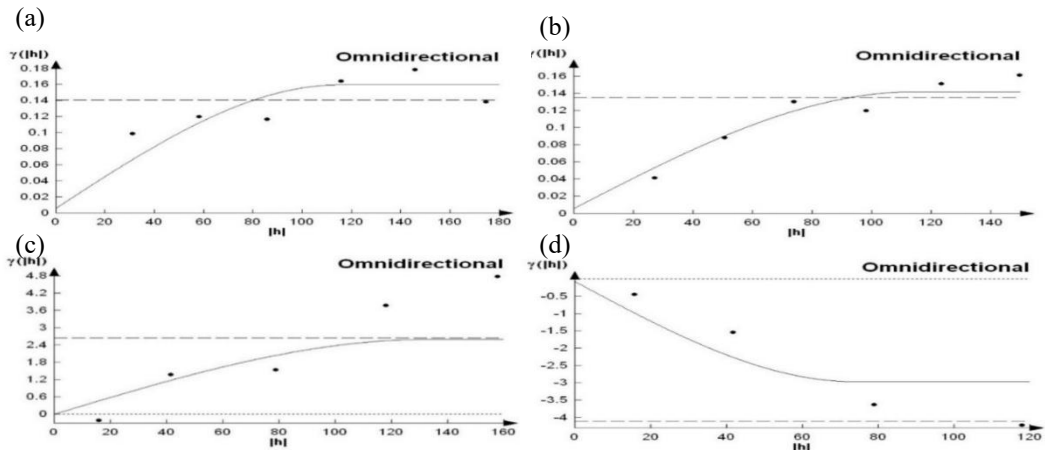 (a)
γ(|h|)
Omnidirectional
0.18
0.16
0.14
0.12
0.1
0.08
0.06
0.04
0.02
0
0 20 40 60 80 100 120 140 160 180
|h|
(b)
γ(|h|)
Omnidirectional
0.16
0.14
0.12
0.1
0.08
0.06
0.04
0.02
0
0 20 40 60 80 100 120 140
|h|
(c)
γ(|h|)
Omnidirectional
4.8
4.2
3.6
3
2.4
1.8
1.2
0.6
0
0 20 40 60 80 100 120 140 160
|h|
(d)
γ(|h|)
Omnidirectional
-0.5
-1
-1.5
-2
-2.5
-3
-3.5
-4
0 20 40 60 80 100 120
|h|